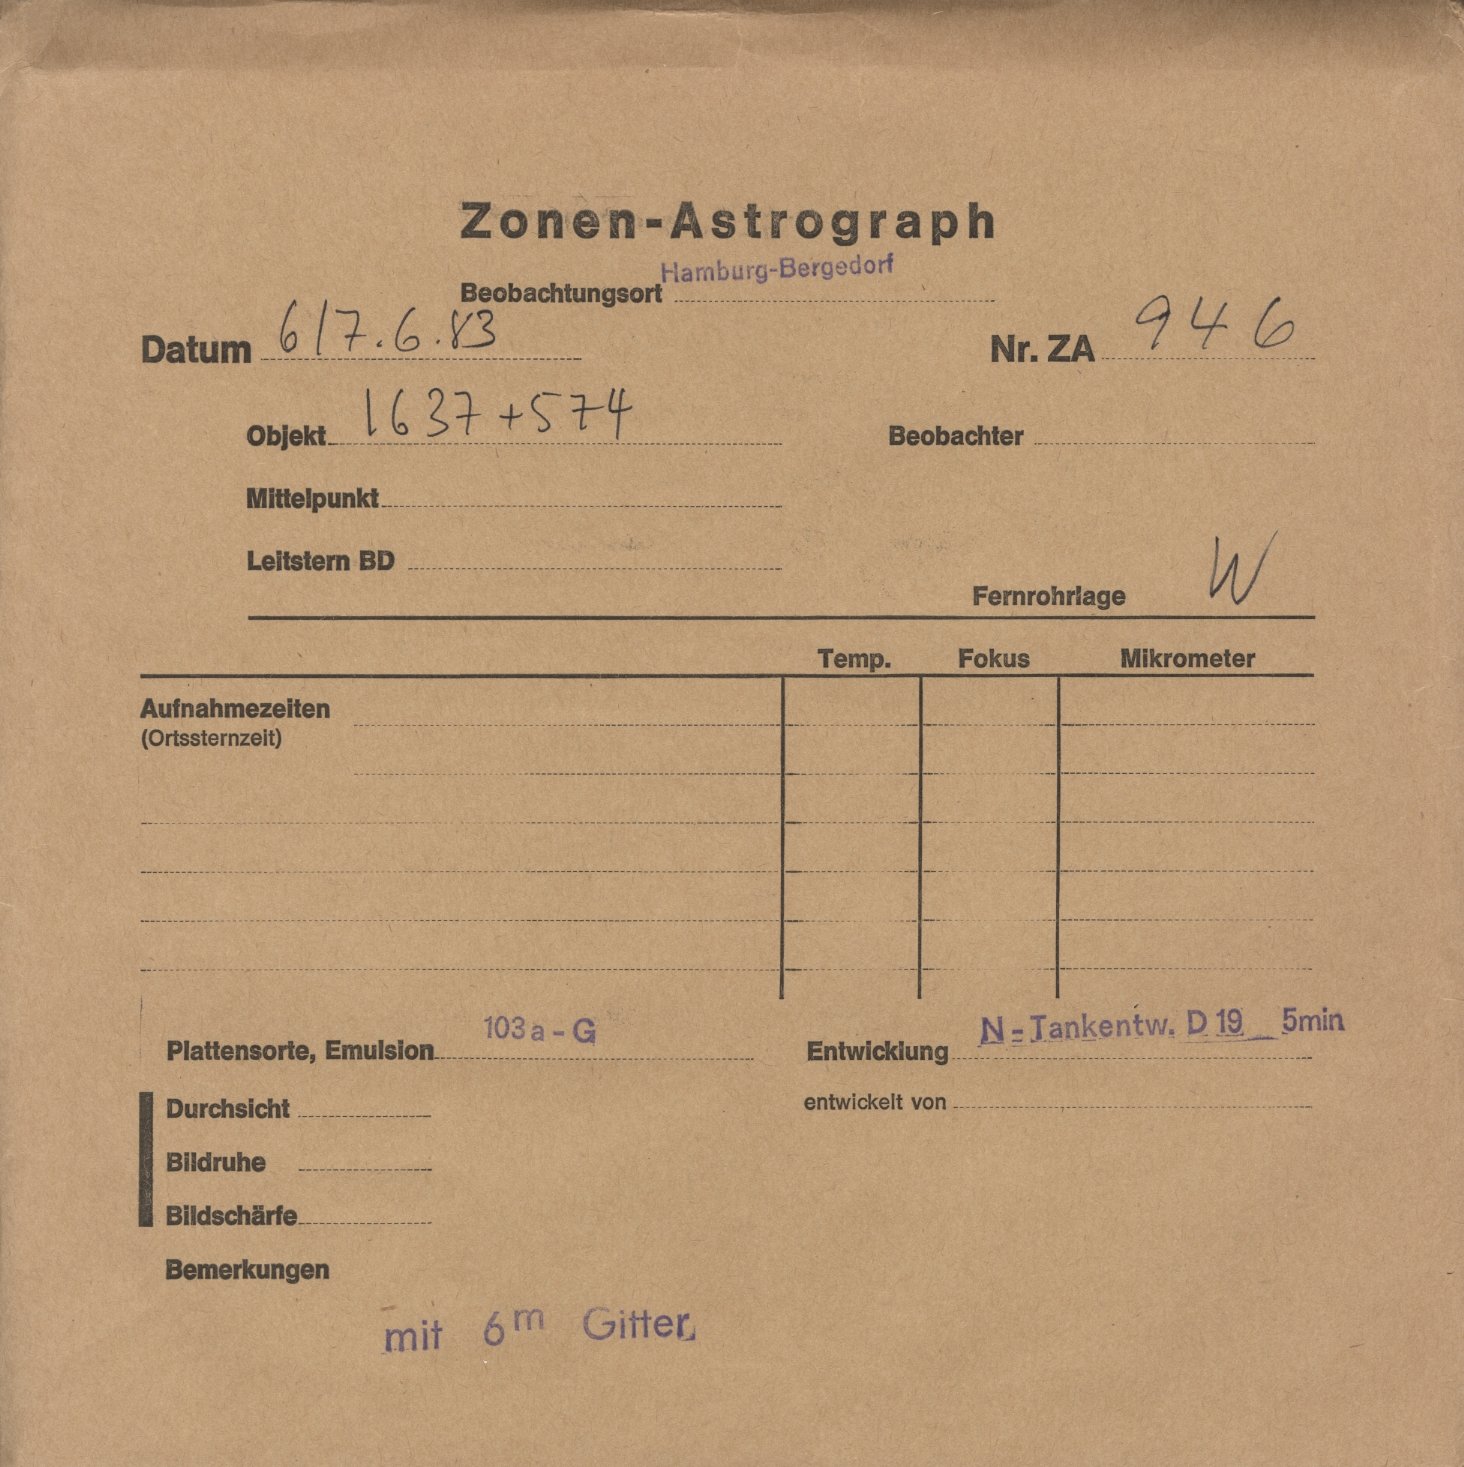 Zonen-Astrograph
Beobachtungsort Hamburg-Bergedorf
Datum 6/7.6.83 Nr. ZA 946
Objekt 1637+574 Beobachter
Mittelpunkt
Leitstern BD
Fernrohrlage W
Temp. Fokus Mikrometer
Aufnahmezeiten
(Ortssternzeit)
Plattensorte, Emulsion 103a-G Entwicklung N-Tankentw. D19 5min
Durchsicht entwickelt von
Bildruhe
Bildschärfe
Bemerkungen
mit 6m Gitter